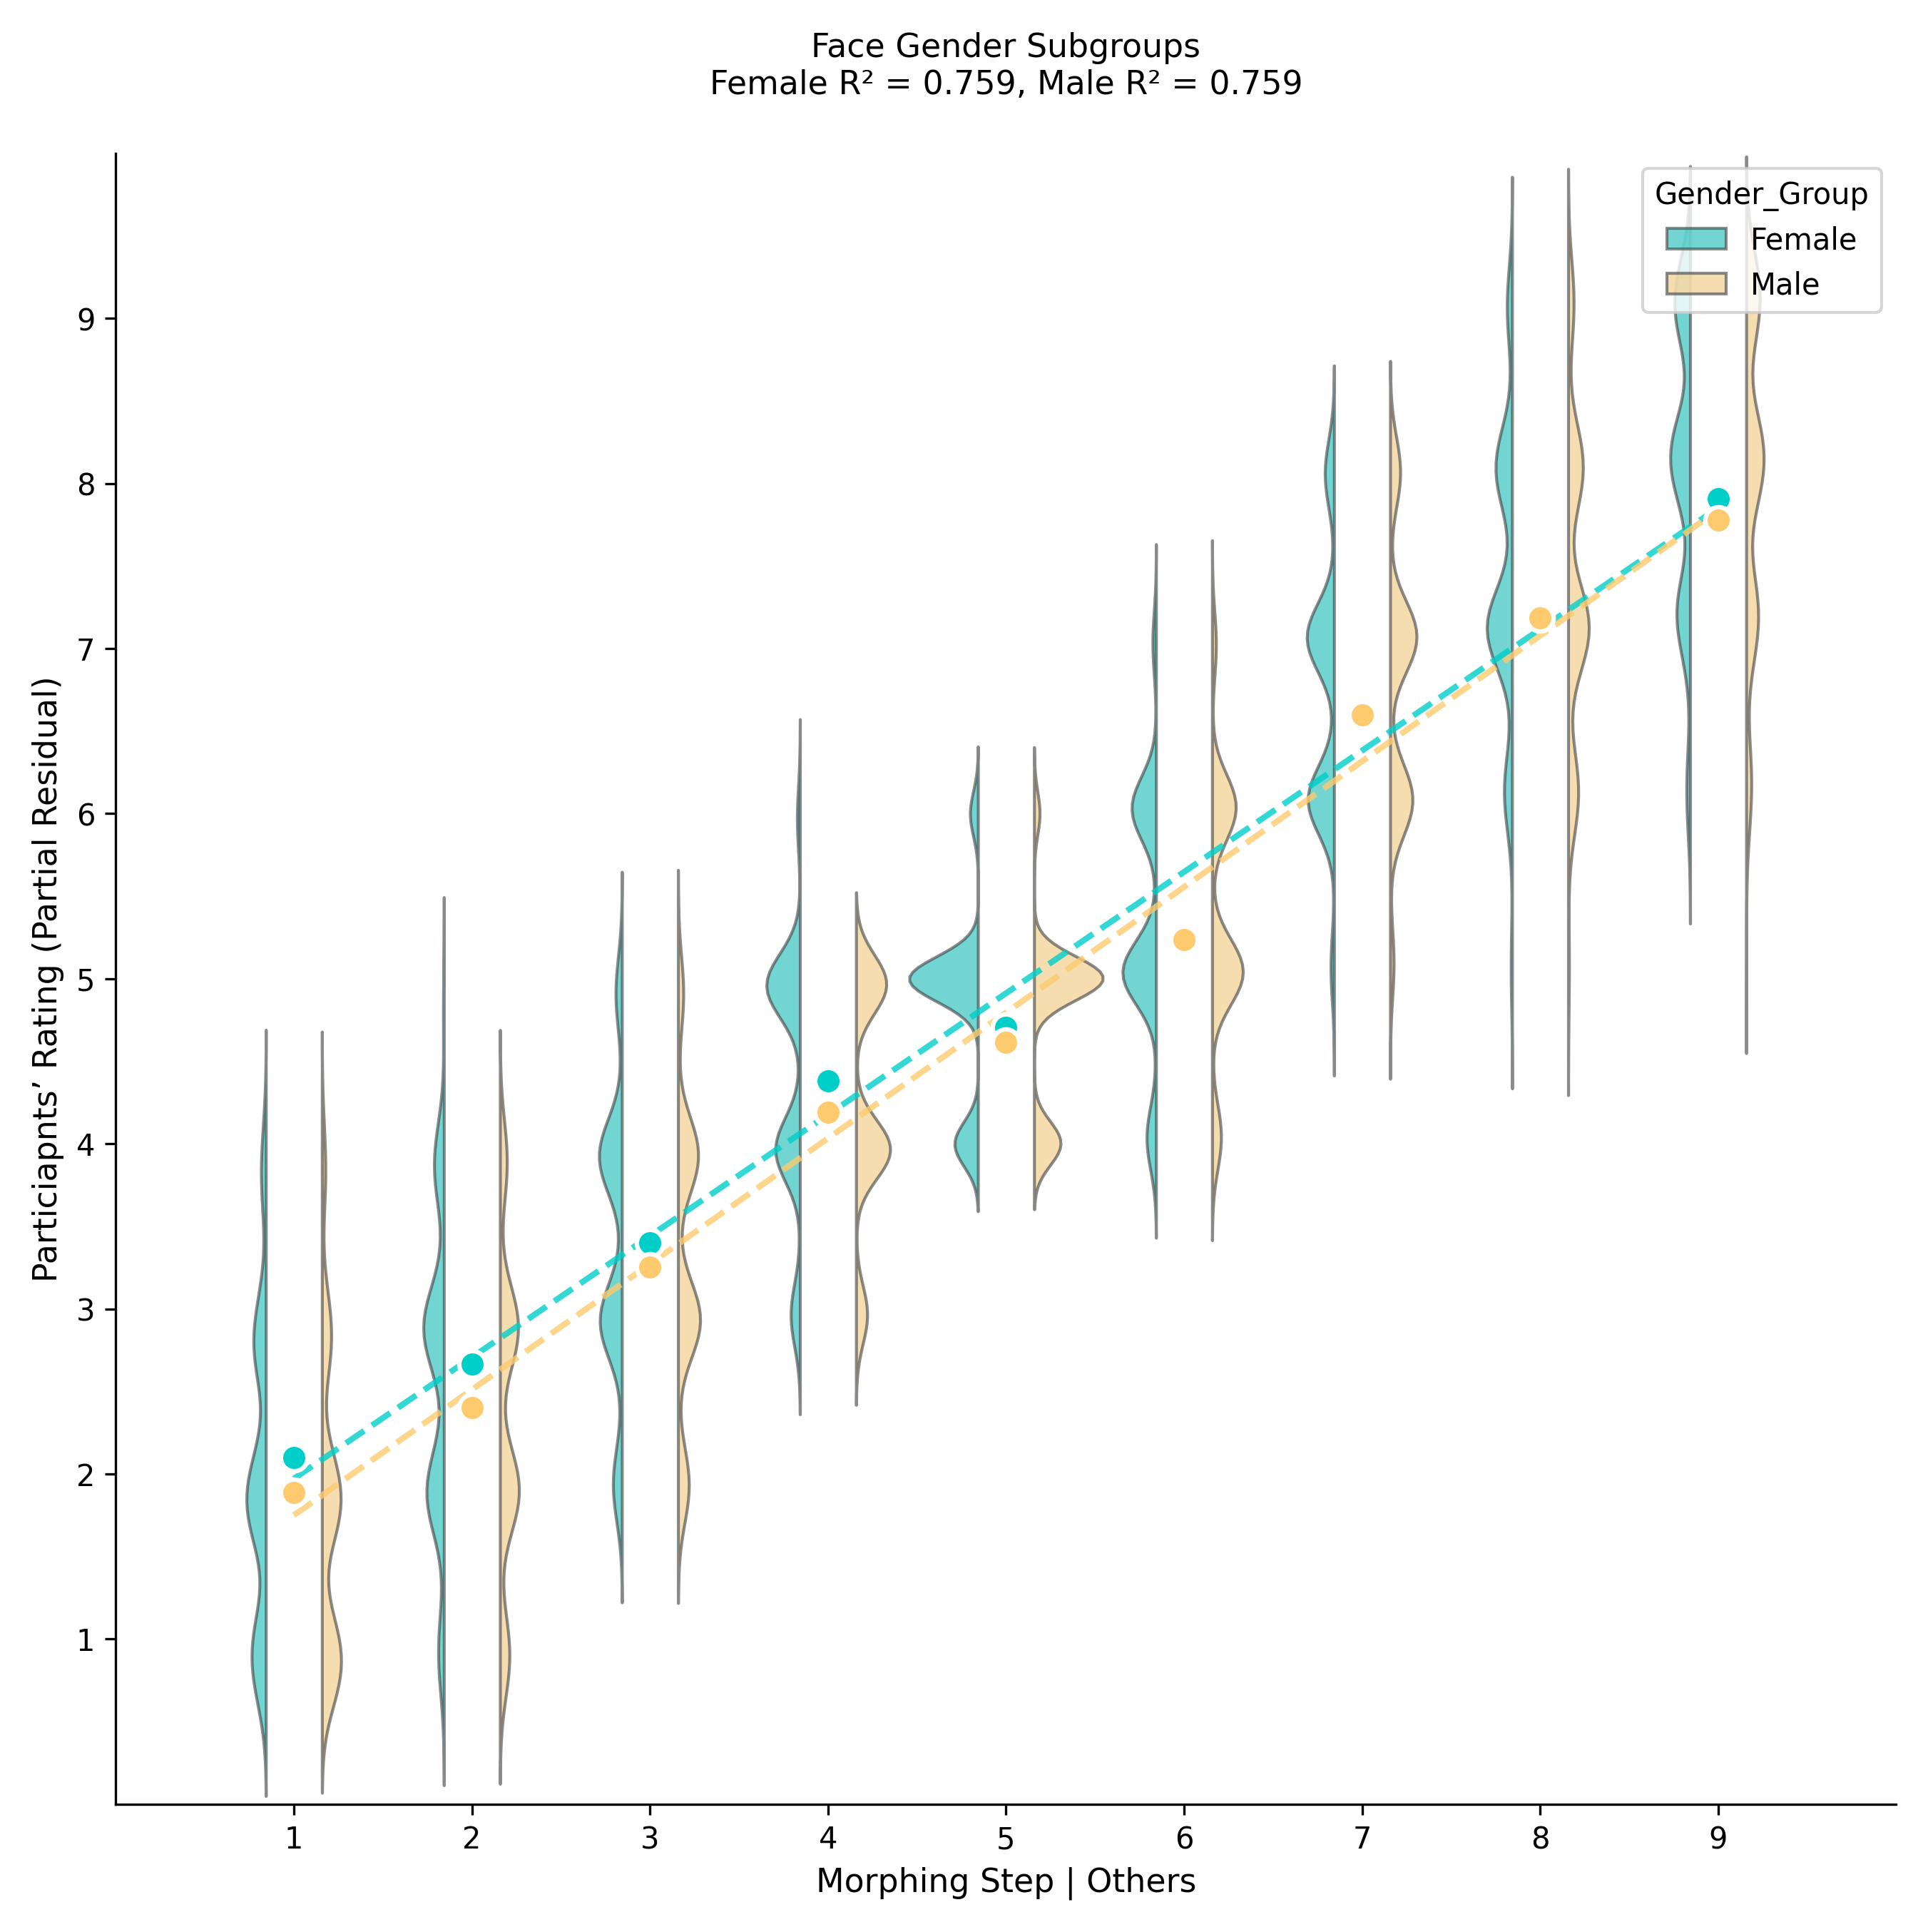 Face Gender Subgroups
Female R² = 0.759, Male R² = 0.759
Gender_Group
Female
Male
9
8
7
6
5
4
3
2
1
Particiapnts’ Rating (Partial Residual)
1 2 3 4 5 6 7 8 9
Morphing Step | Others